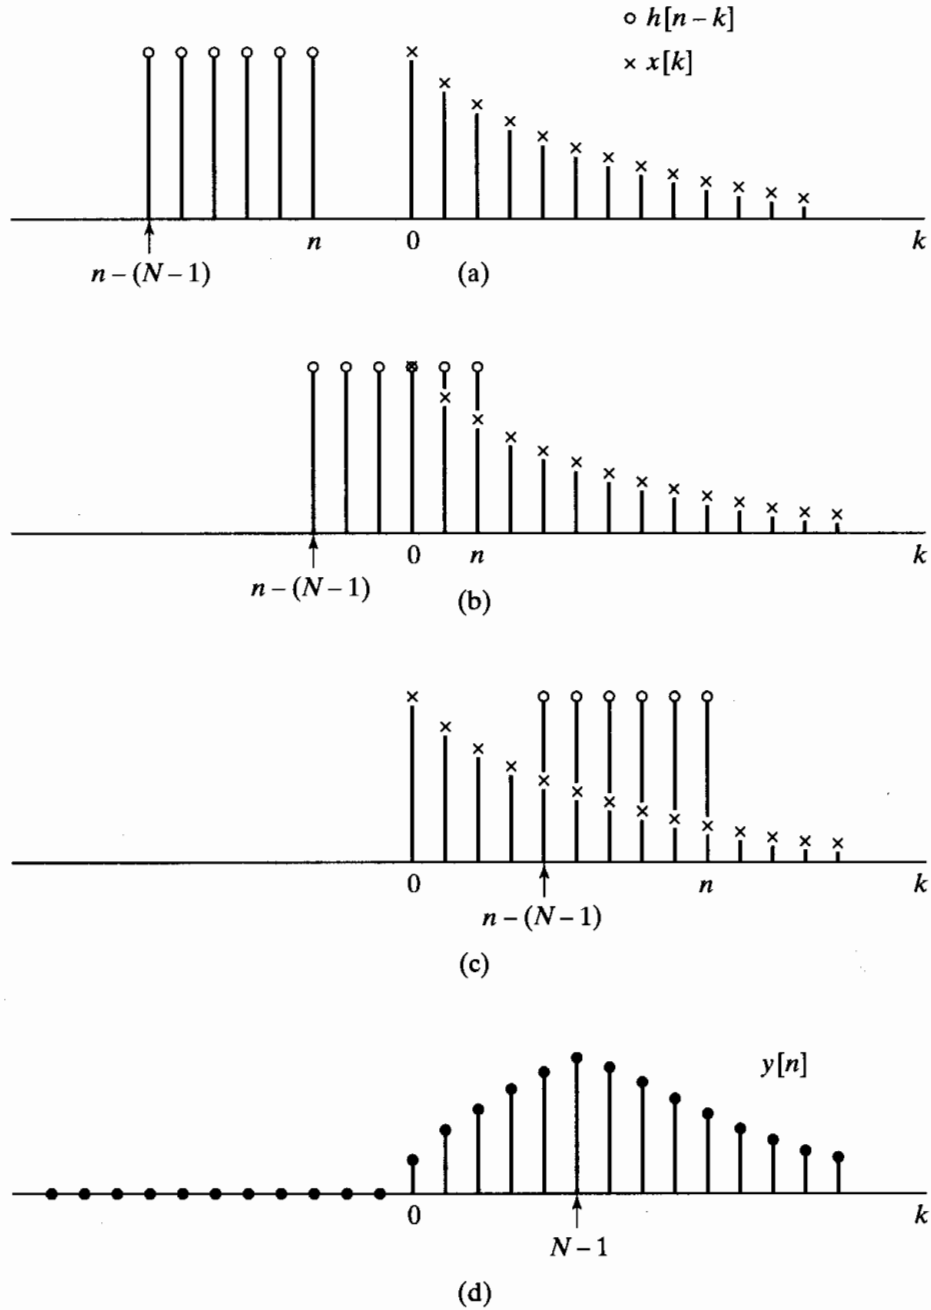 h[n − k]
x[k]
n
0
k
n − (N − 1)
(a)
0
n
k
n − (N − 1)
(b)
0
n
k
n − (N − 1)
(c)
y[n]
0
k
N − 1
(d)